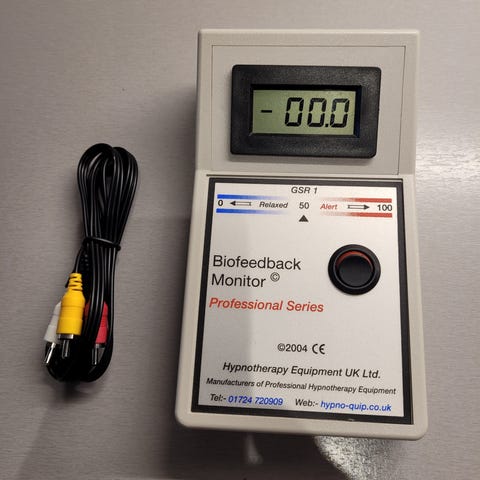 - 00.0
GSR 1
0 Relaxed 50 Alert 100
Biofeedback
Monitor ©
Professional Series
©2004 CE
Hypnotherapy Equipment UK Ltd.
Manufacturers of Professional Hypnotherapy Equipment
Tel:- 01724 720909 Web:- hypno-quip.co.uk